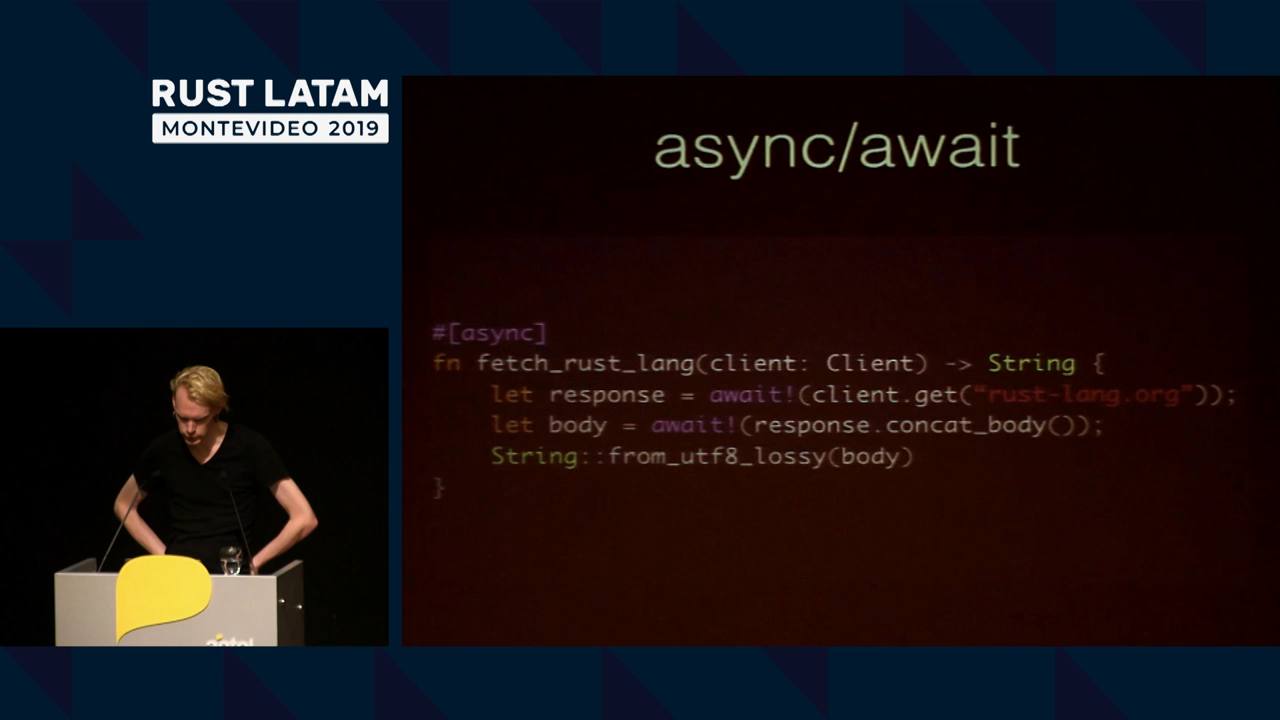 RUST LATAM
MONTEVIDEO 2019
async/await
#[async]
fn fetch_rust_lang(client: Client) -> String {
    let response = await!(client.get("rust-lang.org"));
    let body = await!(response.concat_body());
    String::from_utf8_lossy(body)
}